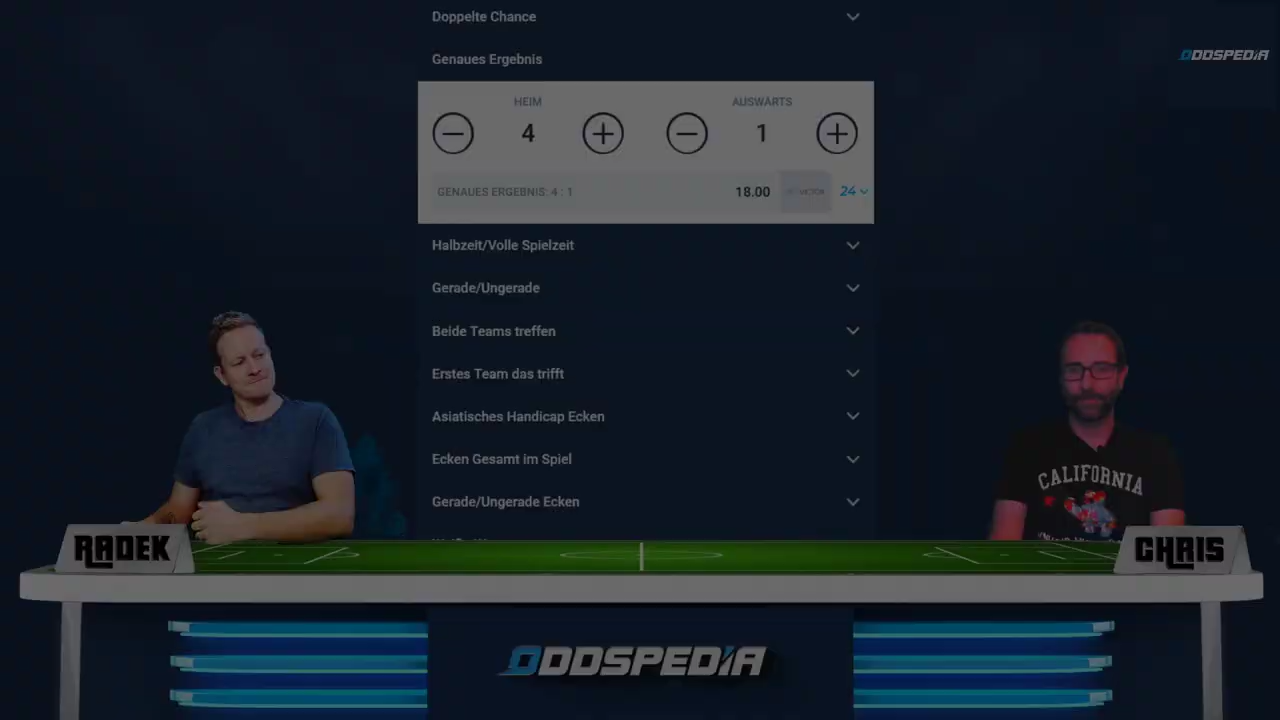 Doppelte Chance
Genaues Ergebnis
ODDSPEDIA
HEIM
AUSWÄRTS
4
1
GENAUES ERGEBNIS: 4 : 1
18.00
VICTOR
24
Halbzeit/Volle Spielzeit
Gerade/Ungerade
Beide Teams treffen
Erstes Team das trifft
Asiatisches Handicap Ecken
CALIFORNIA
Ecken Gesamt im Spiel
Gerade/Ungerade Ecken
RADEK
CHRIS
ODDSPEDIA